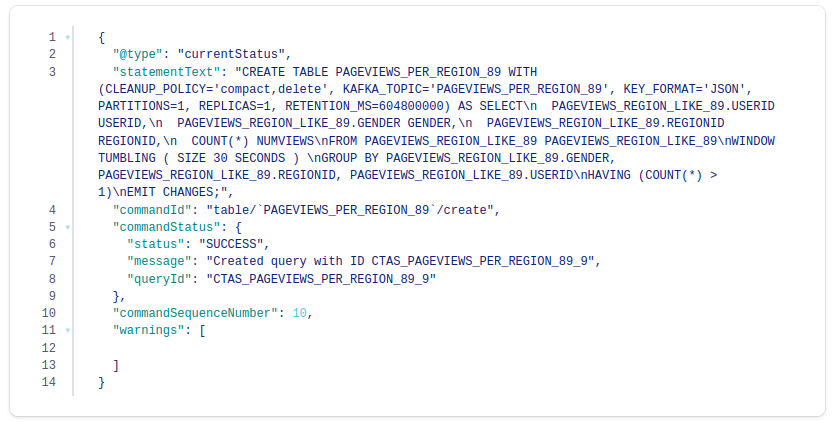 1 {
2 "@type": "currentStatus",
3 "statementText": "CREATE TABLE PAGEVIEWS_PER_REGION_89 WITH
(CLEANUP_POLICY='compact,delete', KAFKA_TOPIC='PAGEVIEWS_PER_REGION_89', KEY_FORMAT='JSON',
PARTITIONS=1, REPLICAS=1, RETENTION_MS=604800000) AS SELECT\n  PAGEVIEWS_REGION_LIKE_89.USERID
USERID,\n  PAGEVIEWS_REGION_LIKE_89.GENDER GENDER,\n  PAGEVIEWS_REGION_LIKE_89.REGIONID
REGIONID,\n  COUNT(*) NUMVIEWS\nFROM PAGEVIEWS_REGION_LIKE_89 PAGEVIEWS_REGION_LIKE_89\nWINDOW
TUMBLING ( SIZE 30 SECONDS ) \nGROUP BY PAGEVIEWS_REGION_LIKE_89.GENDER,
PAGEVIEWS_REGION_LIKE_89.REGIONID, PAGEVIEWS_REGION_LIKE_89.USERID\nHAVING (COUNT(*) >
1)\nEMIT CHANGES;",
4 "commandId": "table/`PAGEVIEWS_PER_REGION_89`/create",
5 "commandStatus": {
6 "status": "SUCCESS",
7 "message": "Created query with ID CTAS_PAGEVIEWS_PER_REGION_89_9",
8 "queryId": "CTAS_PAGEVIEWS_PER_REGION_89_9"
9 },
10 "commandSequenceNumber": 10,
11 "warnings": [
12
13 ]
14 }